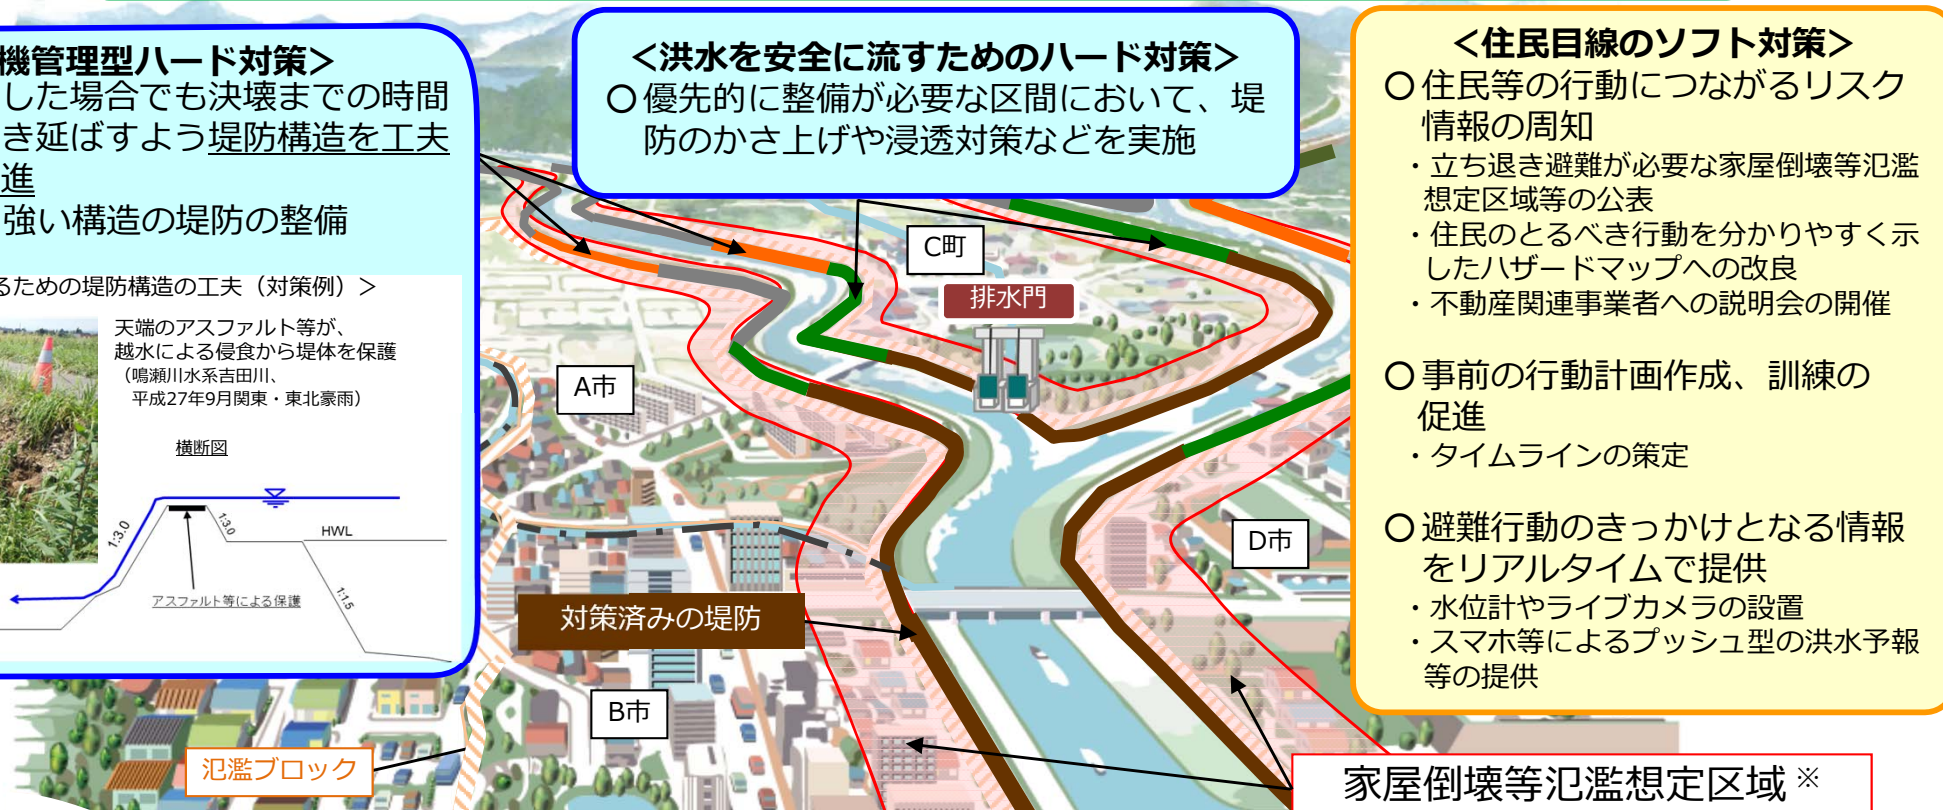 機管理型ハード対策＞
した場合でも決壊までの時間
き延ばすよう堤防構造を工夫
進
強い構造の堤防の整備
るための堤防構造の工夫（対策例）＞
天端のアスファルト等が、
越水による侵食から堤体を保護
（鳴瀬川水系吉田川、
平成27年9月関東・東北豪雨）
横断図
1:3.0
1:3.0
HWL
1:1.5
アスファルト等による保護
＜洪水を安全に流すためのハード対策＞
○優先的に整備が必要な区間において、堤
防のかさ上げや浸透対策などを実施
＜住民目線のソフト対策＞
○住民等の行動につながるリスク
情報の周知
・立ち退き避難が必要な家屋倒壊等氾濫
想定区域等の公表
・住民のとるべき行動を分かりやすく示
したハザードマップへの改良
・不動産関連事業者への説明会の開催
○事前の行動計画作成、訓練の
促進
・タイムラインの策定
○避難行動のきっかけとなる情報
をリアルタイムで提供
・水位計やライブカメラの設置
・スマホ等によるプッシュ型の洪水予報
等の提供
C町
排水門
A市
D市
対策済みの堤防
B市
氾濫ブロック
家屋倒壊等氾濫想定区域※